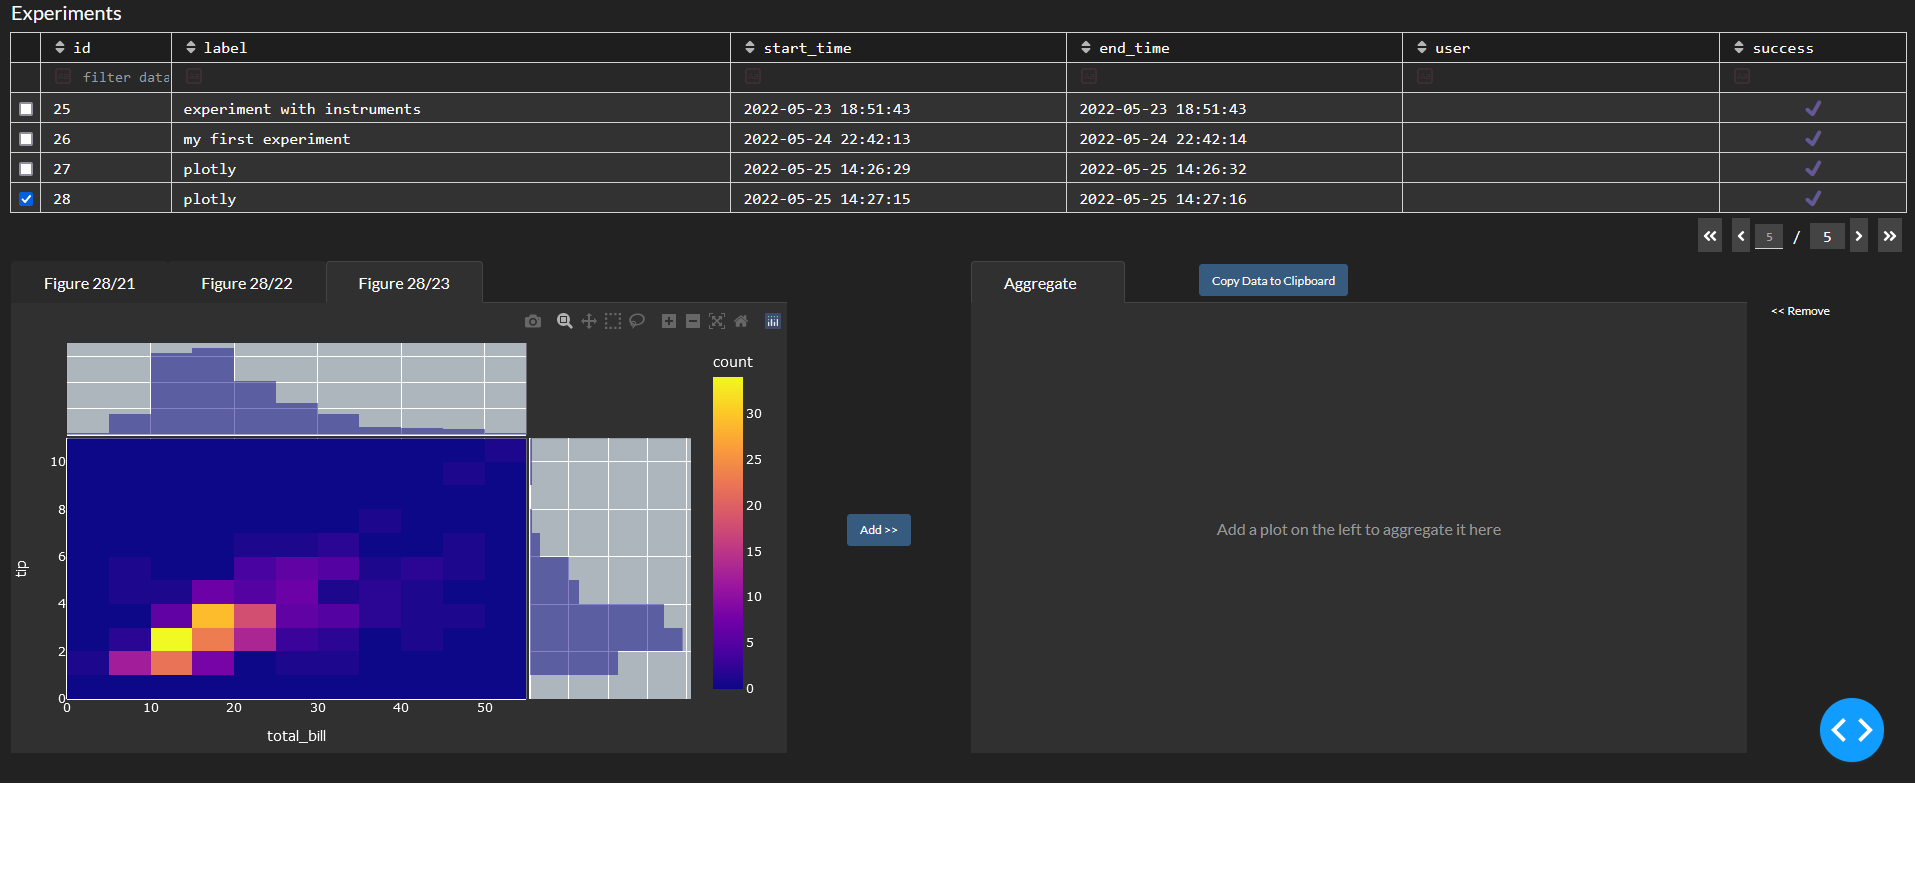 Experiments
id label start_time end_time user success
filter data
25 experiment with instruments 2022-05-23 18:51:43 2022-05-23 18:51:43
26 my first experiment 2022-05-24 22:42:13 2022-05-24 22:42:14
27 plotly 2022-05-25 14:26:29 2022-05-25 14:26:32
28 plotly 2022-05-25 14:27:15 2022-05-25 14:27:16
5 / 5
Figure 28/21 Figure 28/22 Figure 28/23
Aggregate Copy Data to Clipboard
<< Remove
count
30
25
20
15
10
5
0
10
8
6
4
2
0
tip
0 10 20 30 40 50
total_bill
Add >>
Add a plot on the left to aggregate it here